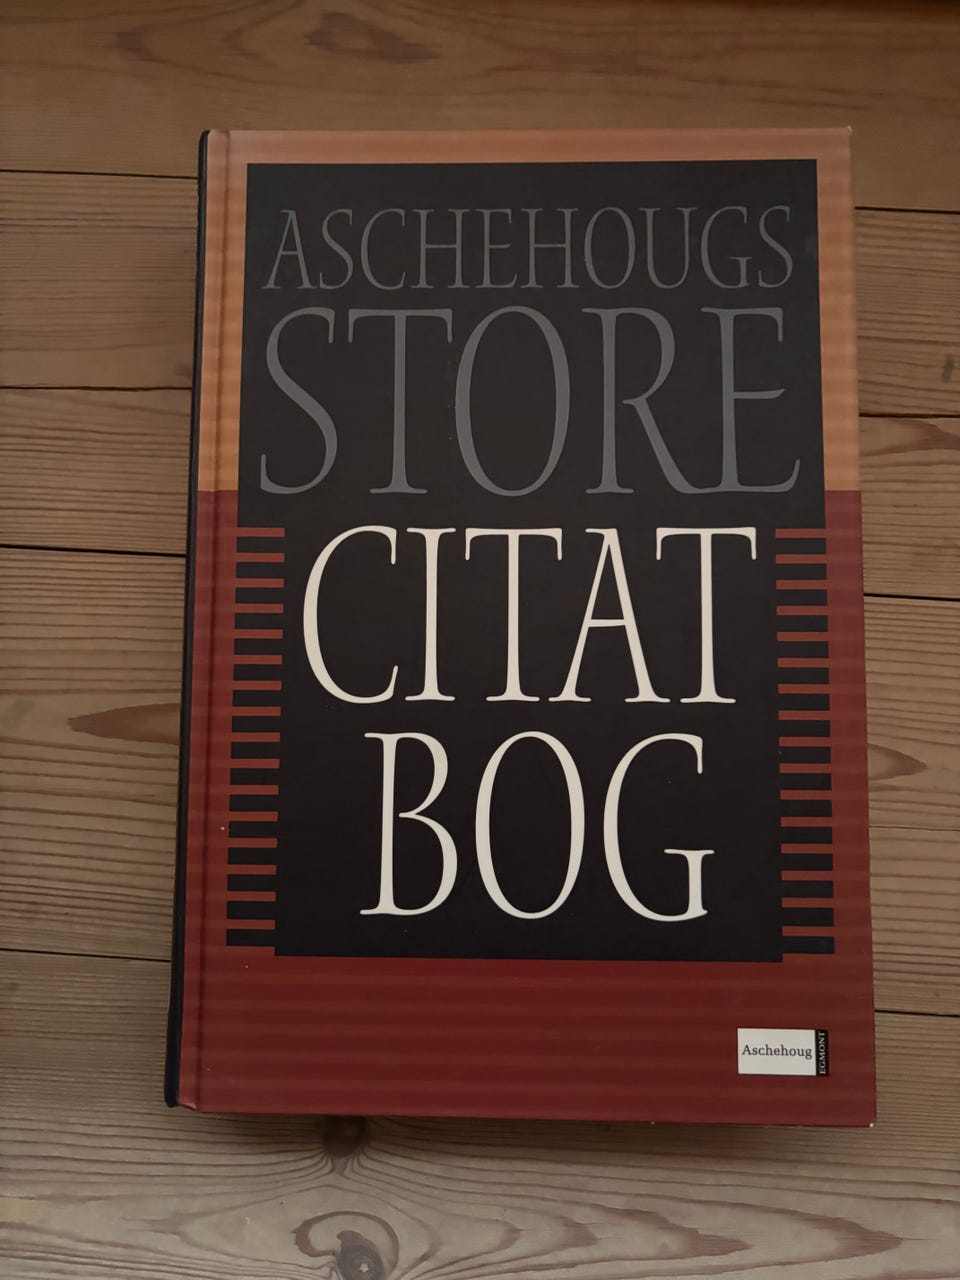 ASCHEHOUGS
STORE
CITAT
BOG
Aschehoug
EGMONT